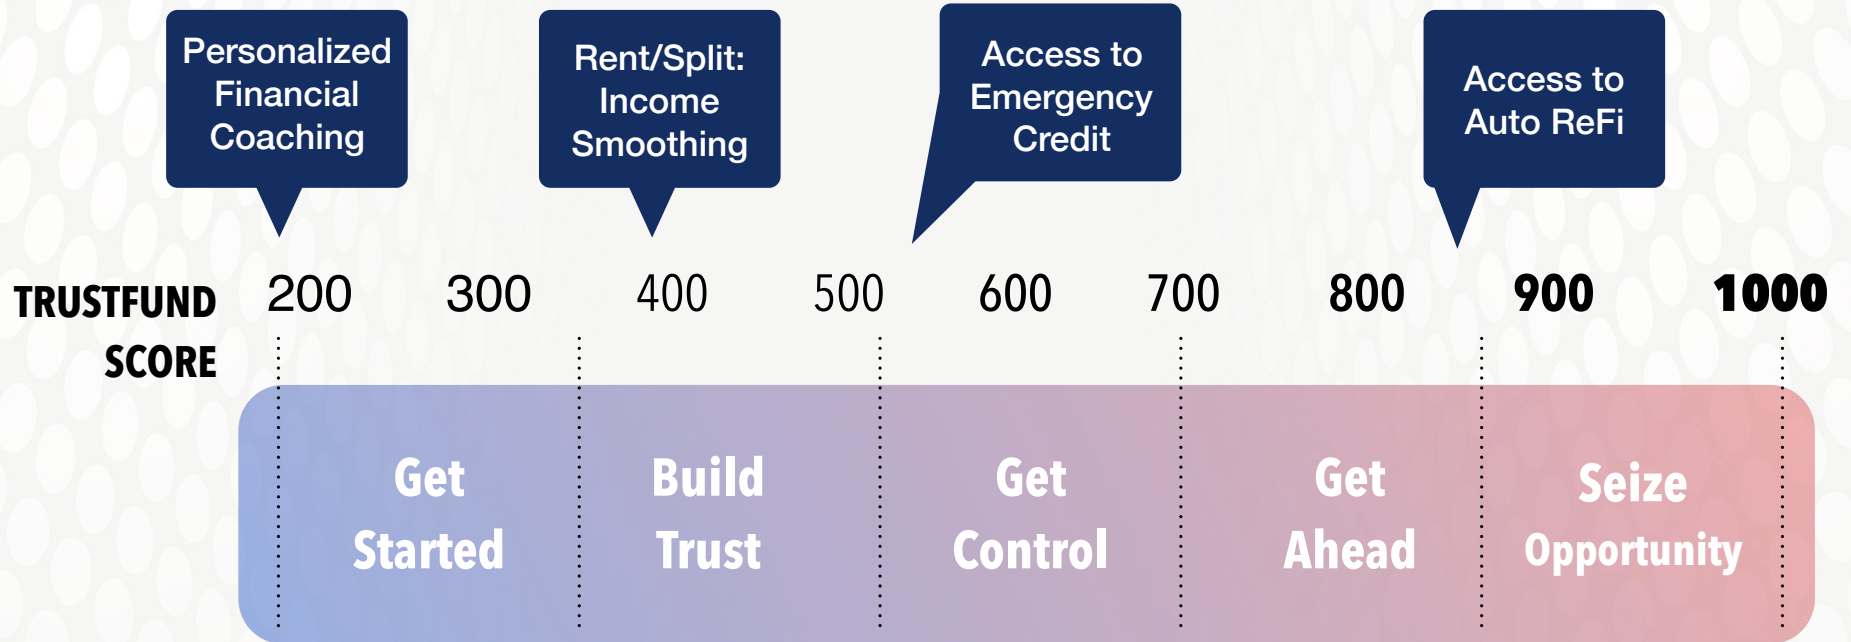 Personalized
Financial
Coaching
Rent/Split:
Income
Smoothing
Access to
Emergency
Credit
Access to
Auto ReFi
TRUSTFUND
SCORE
200 300 400 500 600 700 800 900 1000
Get
Started
Build
Trust
Get
Control
Get
Ahead
Seize
Opportunity